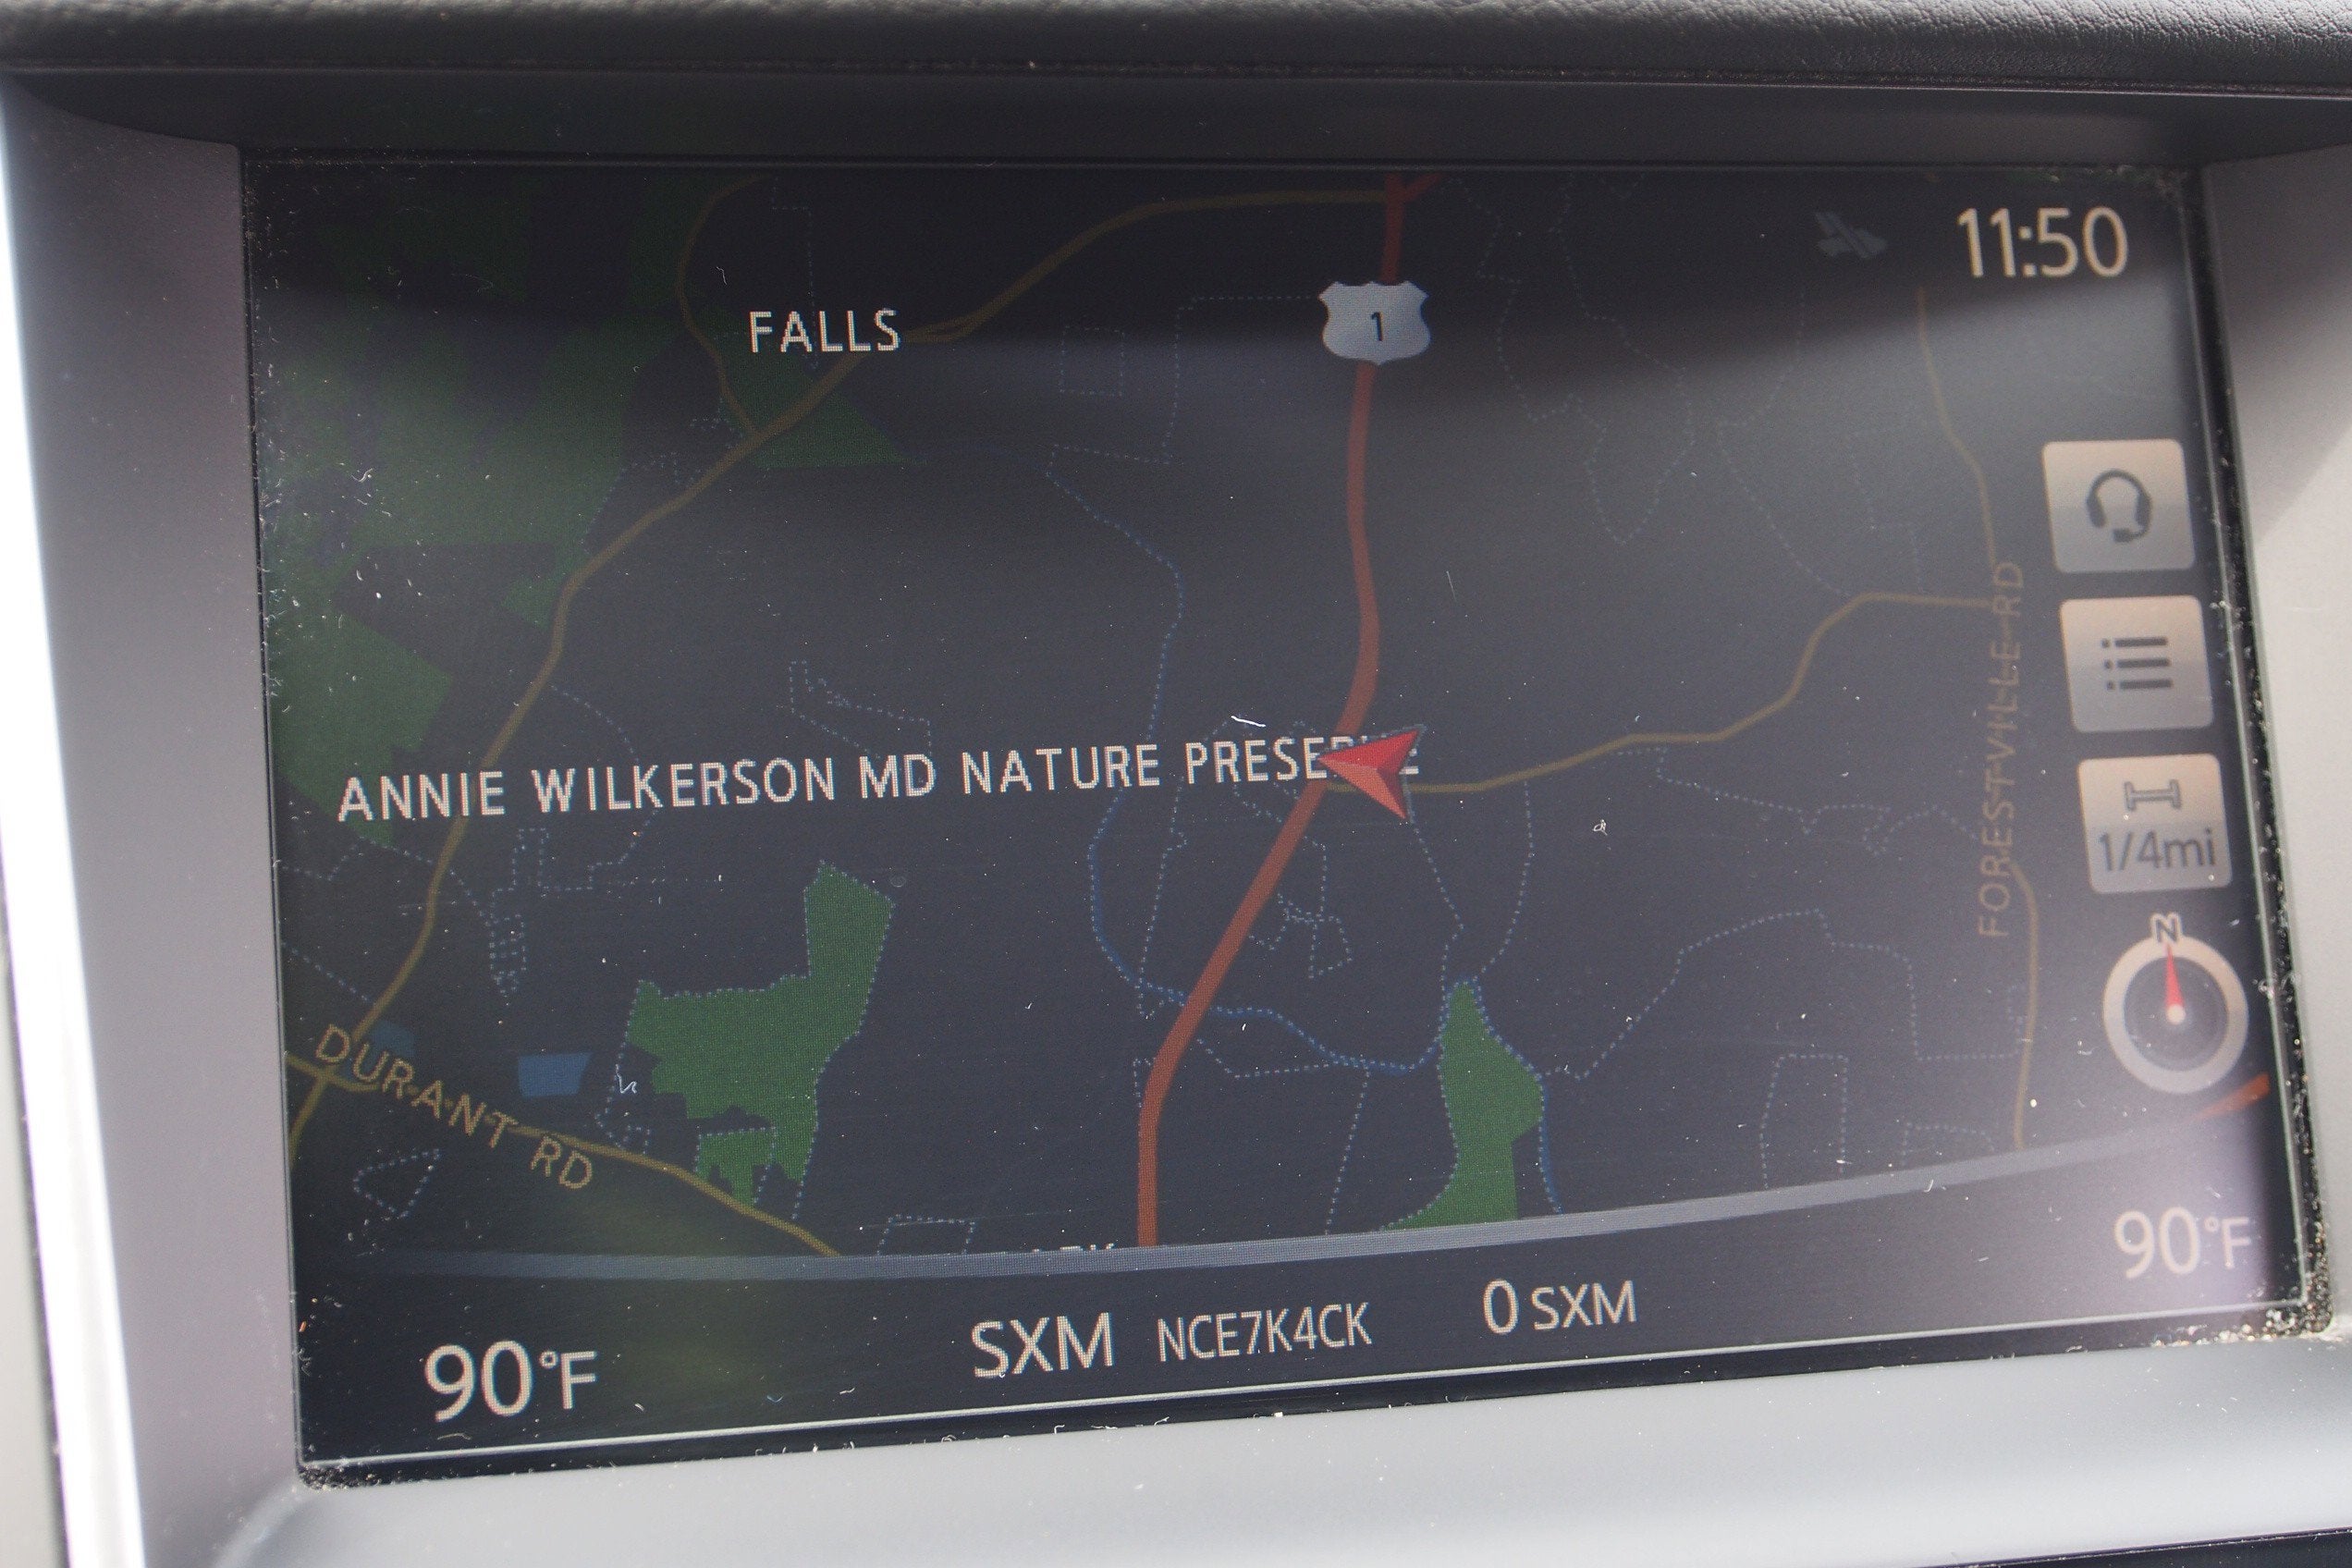 11:50
FALLS
1
FORESTVILLE RD
ANNIE WILKERSON MD NATURE PRESERVE
1/4mi
N
DURANT RD
90°F
90°F SXM NCE7K4CK 0 SXM